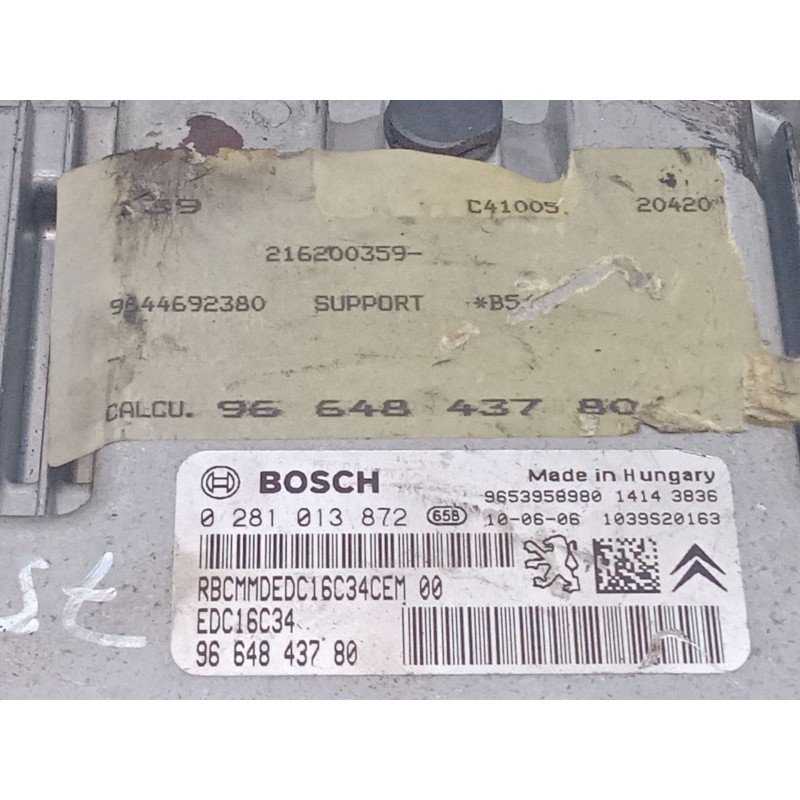 C41005 20420
216200359-
9644692380 SUPPORT *B5
CALCU. 96 648 437 80
BOSCH Made in Hungary
9653958980 1414 3836
0 281 013 872 65B 10-06-06 1039S20163
RBCMMDEDC16C34CEM 00
EDC16C34
96 648 437 80